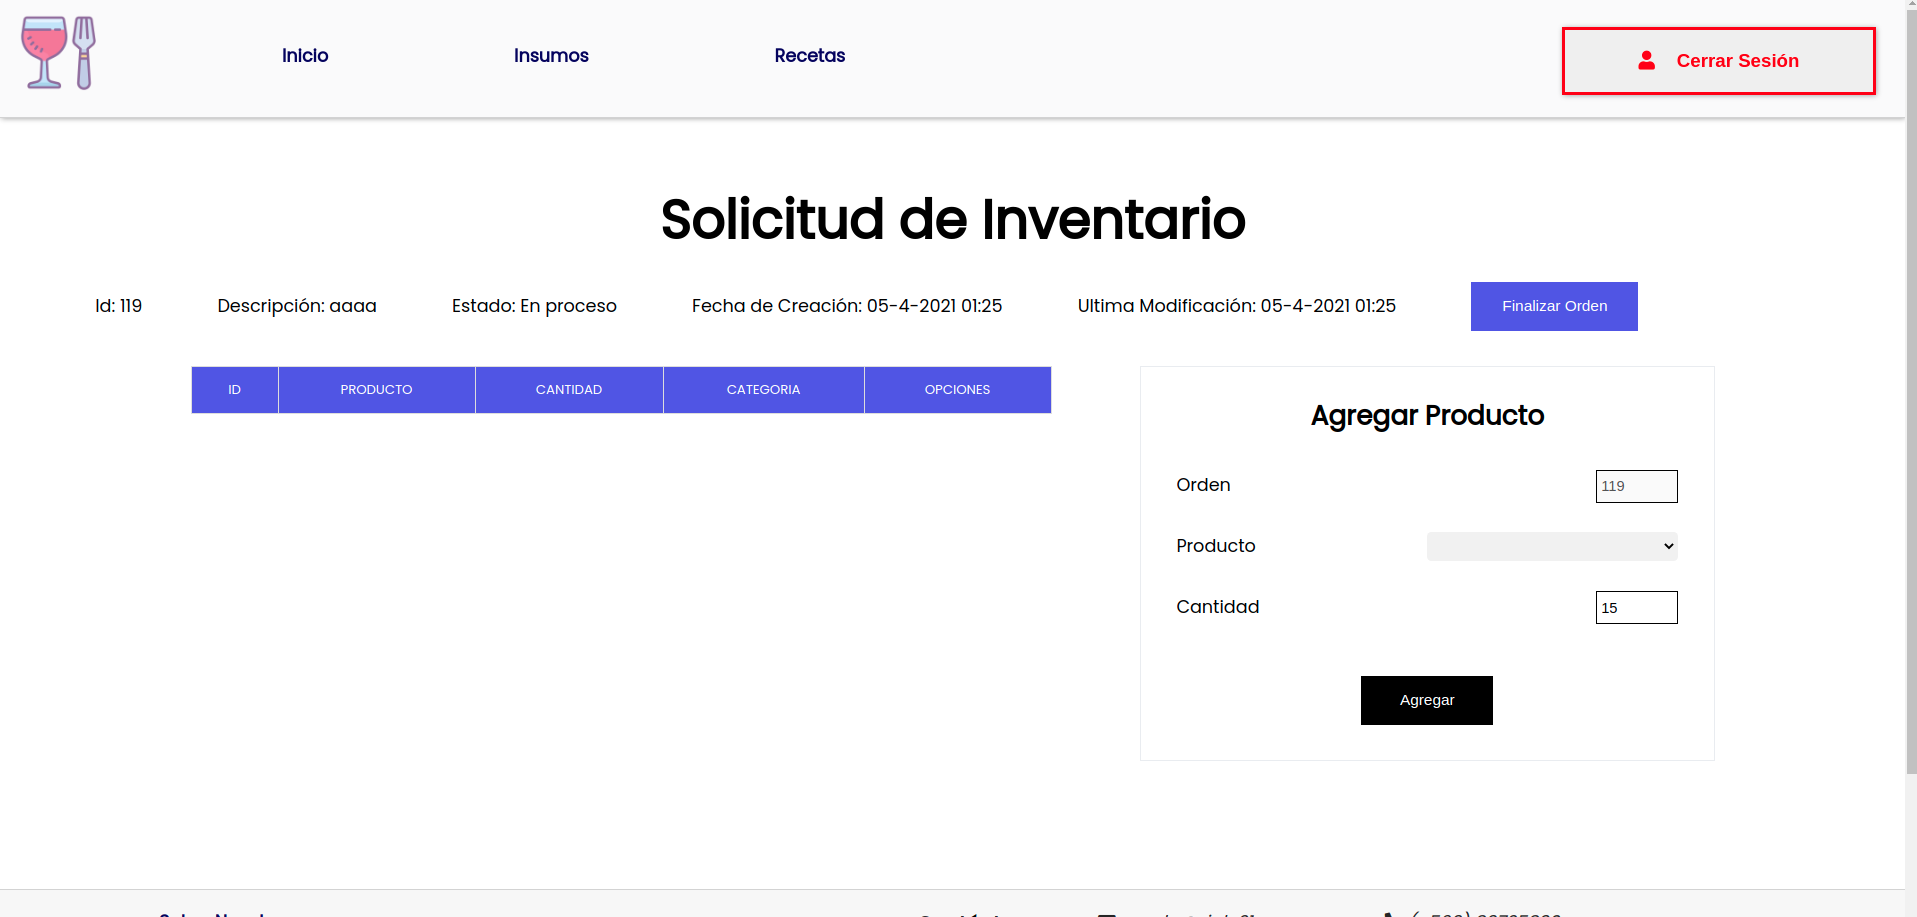 Inicio Insumos Recetas Cerrar Sesión
Solicitud de Inventario
Id: 119 Descripción: aaaa Estado: En proceso Fecha de Creación: 05-4-2021 01:25 Ultima Modificación: 05-4-2021 01:25 Finalizar Orden
ID PRODUCTO CANTIDAD CATEGORIA OPCIONES
Agregar Producto
Orden 119
Producto
Cantidad 15
Agregar